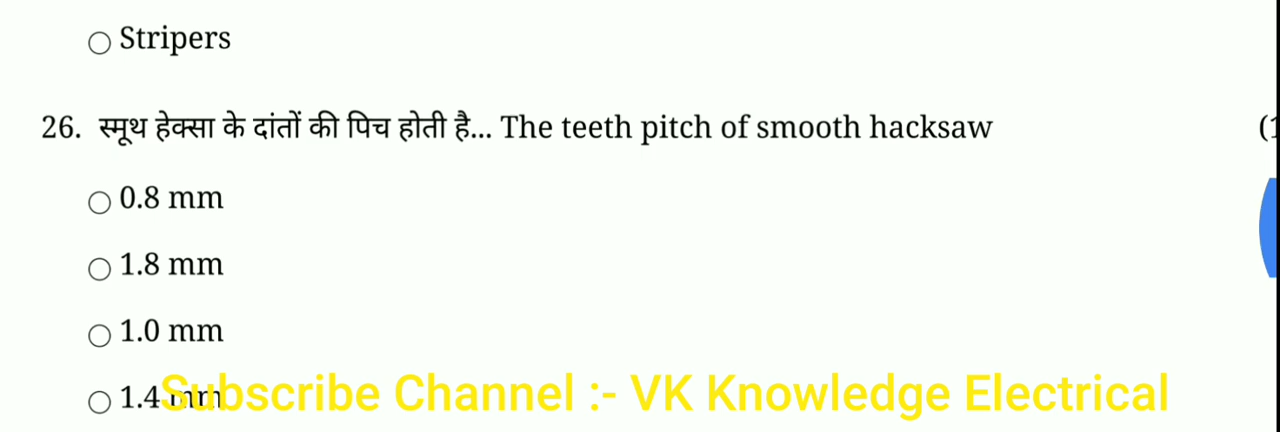 Stripers
26. स्मूथ हेक्सा के दांतों की पिच होती है... The teeth pitch of smooth hacksaw (1
0.8 mm
1.8 mm
1.0 mm
1.4 mm
Subscribe Channel :- VK Knowledge Electrical